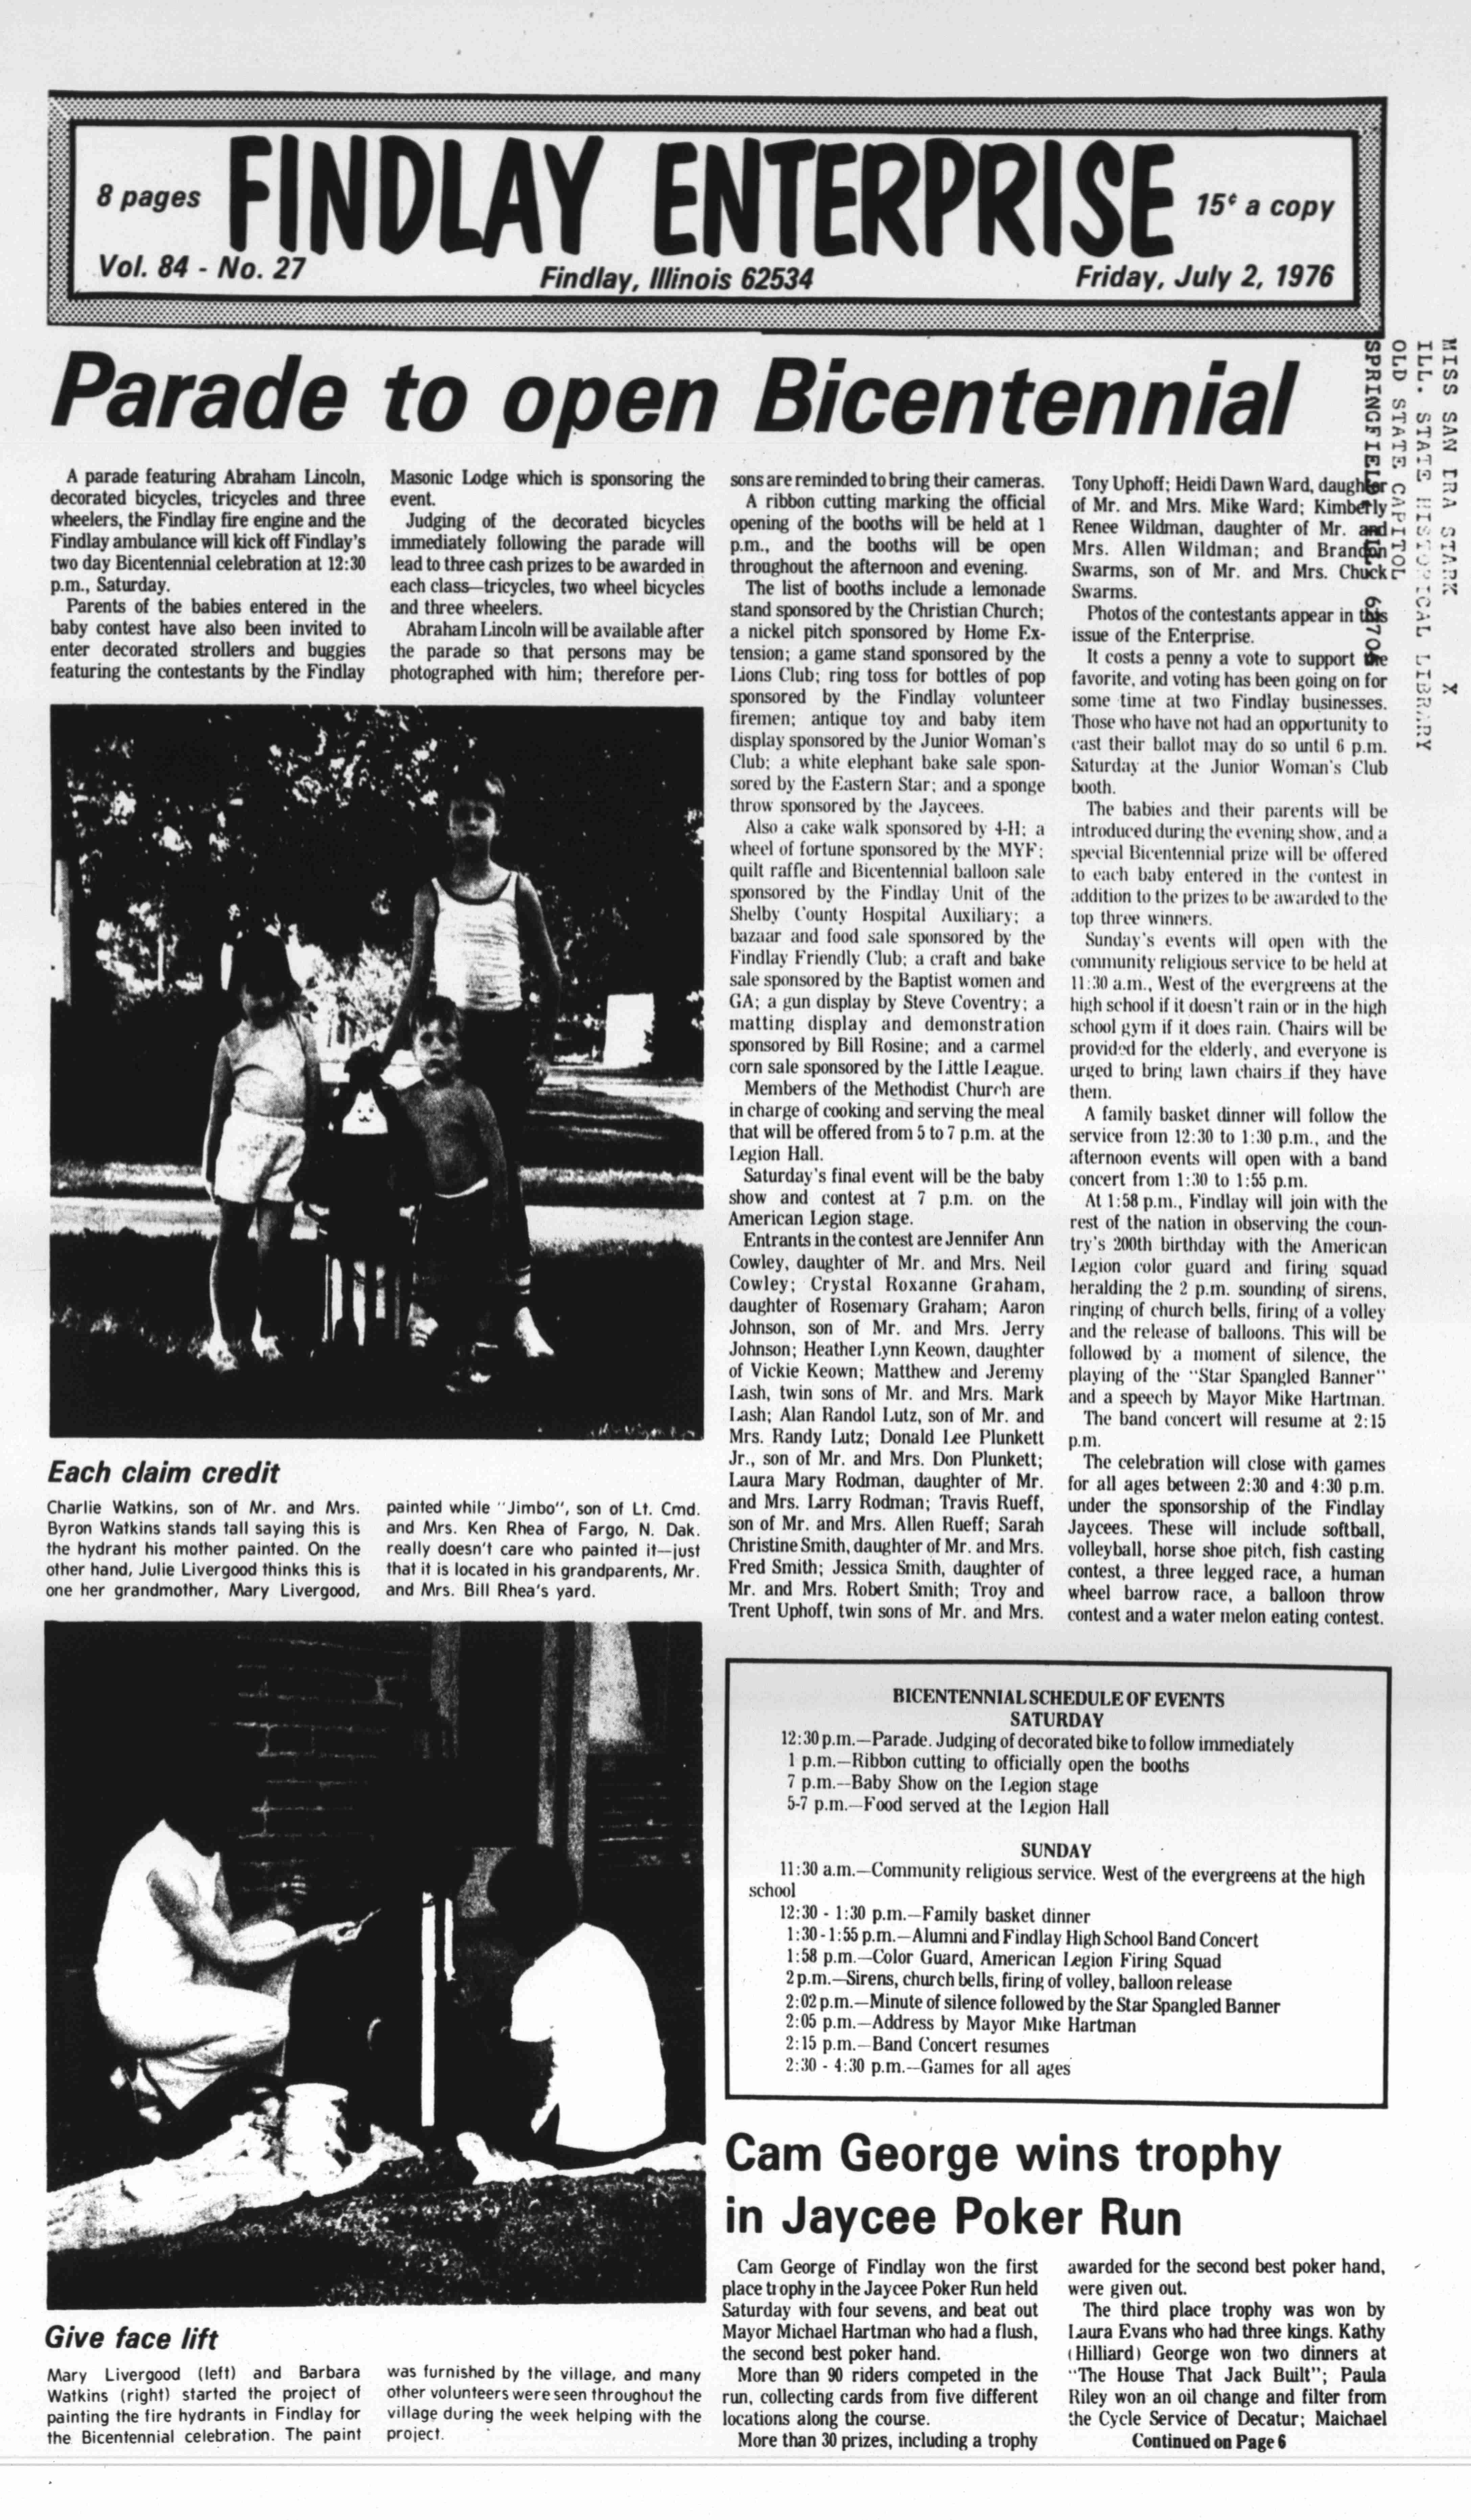 8 pages
FINDLAY ENTERPRISE
15¢ a copy
Vol. 84 - No. 27
Findlay, Illinois 62534
Friday, July 2, 1976
MISS SAN DRA STARK X
ILL. STATE HISTORICAL LIBRARY
OLD STATE CAPITOL
SPRINGFIELD 62706
Parade to open Bicentennial
A parade featuring Abraham Lincoln,
decorated bicycles, tricycles and three
wheelers, the Findlay fire engine and the
Findlay ambulance will kick off Findlay's
two day Bicentennial celebration at 12:30
p.m., Saturday.
Parents of the babies entered in the
baby contest have also been invited to
enter decorated strollers and buggies
featuring the contestants by the Findlay
Masonic Lodge which is sponsoring the
event.
Judging of the decorated bicycles
immediately following the parade will
lead to three cash prizes to be awarded in
each class—tricycles, two wheel bicycles
and three wheelers.
Abraham Lincoln will be available after
the parade so that persons may be
photographed with him; therefore per-
sons are reminded to bring their cameras.
A ribbon cutting marking the official
opening of the booths will be held at 1
p.m., and the booths will be open
throughout the afternoon and evening.
The list of booths include a lemonade
stand sponsored by the Christian Church;
a nickel pitch sponsored by Home Ex-
tension; a game stand sponsored by the
Lions Club; ring toss for bottles of pop
sponsored by the Findlay volunteer
firemen; antique toy and baby item
display sponsored by the Junior Woman's
Club; a white elephant bake sale spon-
sored by the Eastern Star; and a sponge
throw sponsored by the Jaycees.
Also a cake walk sponsored by 4-H; a
wheel of fortune sponsored by the MYF;
quilt raffle and Bicentennial balloon sale
sponsored by the Findlay Unit of the
Shelby County Hospital Auxiliary; a
bazaar and food sale sponsored by the
Findlay Friendly Club; a craft and bake
sale sponsored by the Baptist women and
GA; a gun display by Steve Coventry; a
matting display and demonstration
sponsored by Bill Rosine; and a carmel
corn sale sponsored by the Little League.
Members of the Methodist Church are
in charge of cooking and serving the meal
that will be offered from 5 to 7 p.m. at the
Legion Hall.
Saturday's final event will be the baby
show and contest at 7 p.m. on the
American Legion stage.
Entrants in the contest are Jennifer Ann
Cowley, daughter of Mr. and Mrs. Neil
Cowley; Crystal Roxanne Graham,
daughter of Rosemary Graham; Aaron
Johnson, son of Mr. and Mrs. Jerry
Johnson; Heather Lynn Keown, daughter
of Vickie Keown; Matthew and Jeremy
Lash, twin sons of Mr. and Mrs. Mark
Lash; Alan Randol Lutz, son of Mr. and
Mrs. Randy Lutz; Donald Lee Plunkett
Jr., son of Mr. and Mrs. Don Plunkett;
Laura Mary Rodman, daughter of Mr.
and Mrs. Larry Rodman; Travis Rueff,
son of Mr. and Mrs. Allen Rueff; Sarah
Christine Smith, daughter of Mr. and Mrs.
Fred Smith; Jessica Smith, daughter of
Mr. and Mrs. Robert Smith; Troy and
Trent Uphoff, twin sons of Mr. and Mrs.
Tony Uphoff; Heidi Dawn Ward, daughter
of Mr. and Mrs. Mike Ward; Kimberly
Renee Wildman, daughter of Mr. and
Mrs. Allen Wildman; and Brandon
Swarms, son of Mr. and Mrs. Chuck
Swarms.
Photos of the contestants appear in this
issue of the Enterprise.
It costs a penny a vote to support the
favorite, and voting has been going on for
some time at two Findlay businesses.
Those who have not had an opportunity to
cast their ballot may do so until 6 p.m.
Saturday at the Junior Woman's Club
booth.
The babies and their parents will be
introduced during the evening show, and a
special Bicentennial prize will be offered
to each baby entered in the contest in
addition to the prizes to be awarded to the
top three winners.
Sunday's events will open with the
community religious service to be held at
11:30 a.m., West of the evergreens at the
high school if it doesn't rain or in the high
school gym if it does rain. Chairs will be
provided for the elderly, and everyone is
urged to bring lawn chairs if they have
them.
A family basket dinner will follow the
service from 12:30 to 1:30 p.m., and the
afternoon events will open with a band
concert from 1:30 to 1:55 p.m.
At 1:58 p.m., Findlay will join with the
rest of the nation in observing the coun-
try's 200th birthday with the American
Legion color guard and firing squad
heralding the 2 p.m. sounding of sirens,
ringing of church bells, firing of a volley
and the release of balloons. This will be
followed by a moment of silence, the
playing of the "Star Spangled Banner"
and a speech by Mayor Mike Hartman.
The band concert will resume at 2:15
p.m.
The celebration will close with games
for all ages between 2:30 and 4:30 p.m.
under the sponsorship of the Findlay
Jaycees. These will include softball,
volleyball, horse shoe pitch, fish casting
contest, a three legged race, a human
wheel barrow race, a balloon throw
contest and a water melon eating contest.
Each claim credit
Charlie Watkins, son of Mr. and Mrs.
Byron Watkins stands tall saying this is
the hydrant his mother painted. On the
other hand, Julie Livergood thinks this is
one her grandmother, Mary Livergood,
painted while "Jimbo", son of Lt. Cmd.
and Mrs. Ken Rhea of Fargo, N. Dak.
really doesn't care who painted it—just
that it is located in his grandparents, Mr.
and Mrs. Bill Rhea's yard.
BICENTENNIAL SCHEDULE OF EVENTS
SATURDAY
12:30 p.m.—Parade. Judging of decorated bike to follow immediately
1 p.m.—Ribbon cutting to officially open the booths
7 p.m.—Baby Show on the Legion stage
5-7 p.m.—Food served at the Legion Hall
SUNDAY
11:30 a.m.—Community religious service. West of the evergreens at the high
school
12:30 - 1:30 p.m.—Family basket dinner
1:30 - 1:55 p.m.—Alumni and Findlay High School Band Concert
1:58 p.m.—Color Guard, American Legion Firing Squad
2 p.m.—Sirens, church bells, firing of volley, balloon release
2:02 p.m.—Minute of silence followed by the Star Spangled Banner
2:05 p.m.—Address by Mayor Mike Hartman
2:15 p.m.—Band Concert resumes
2:30 - 4:30 p.m.—Games for all ages
Give face lift
Mary Livergood (left) and Barbara
Watkins (right) started the project of
painting the fire hydrants in Findlay for
the Bicentennial celebration. The paint
was furnished by the village, and many
other volunteers were seen throughout the
village during the week helping with the
project.
Cam George wins trophy
in Jaycee Poker Run
Cam George of Findlay won the first
place trophy in the Jaycee Poker Run held
Saturday with four sevens, and beat out
Mayor Michael Hartman who had a flush,
the second best poker hand.
More than 90 riders competed in the
run, collecting cards from five different
locations along the course.
More than 30 prizes, including a trophy
awarded for the second best poker hand,
were given out.
The third place trophy was won by
Laura Evans who had three kings. Kathy
(Hilliard) George won two dinners at
"The House That Jack Built"; Paula
Riley won an oil change and filter from
the Cycle Service of Decatur; Maichael
Continued on Page 6